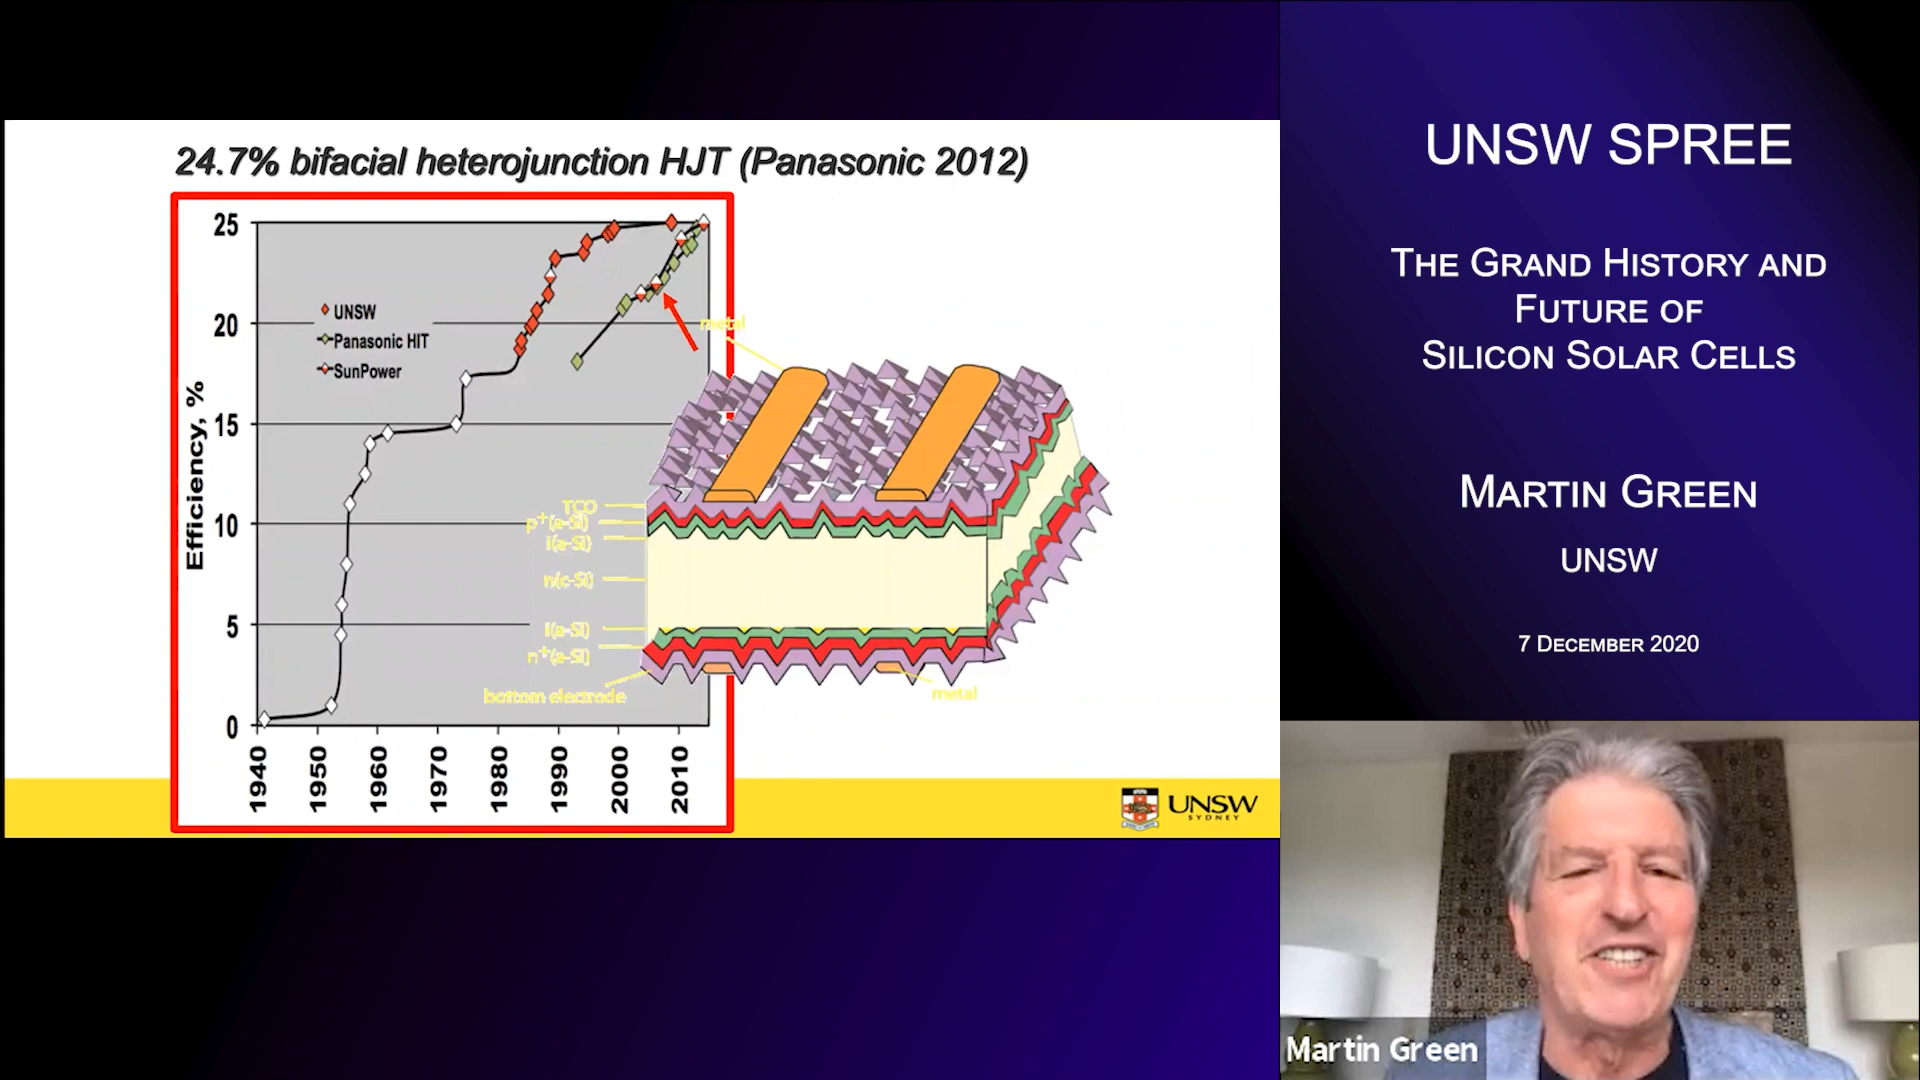 24.7% bifacial heterojunction HJT (Panasonic 2012)
25
20
15
10
5
0
Efficiency, %
UNSW
Panasonic HIT
SunPower
1940
1950
1960
1970
1980
1990
2000
2010
metal
TCO
p+(a-Si)
i(a-Si)
n(c-Si)
i(a-Si)
n+(a-Si)
bottom electrode
metal
UNSW
SYDNEY
UNSW SPREE
The Grand History and
Future of
Silicon Solar Cells
Martin Green
UNSW
7 December 2020
Martin Green